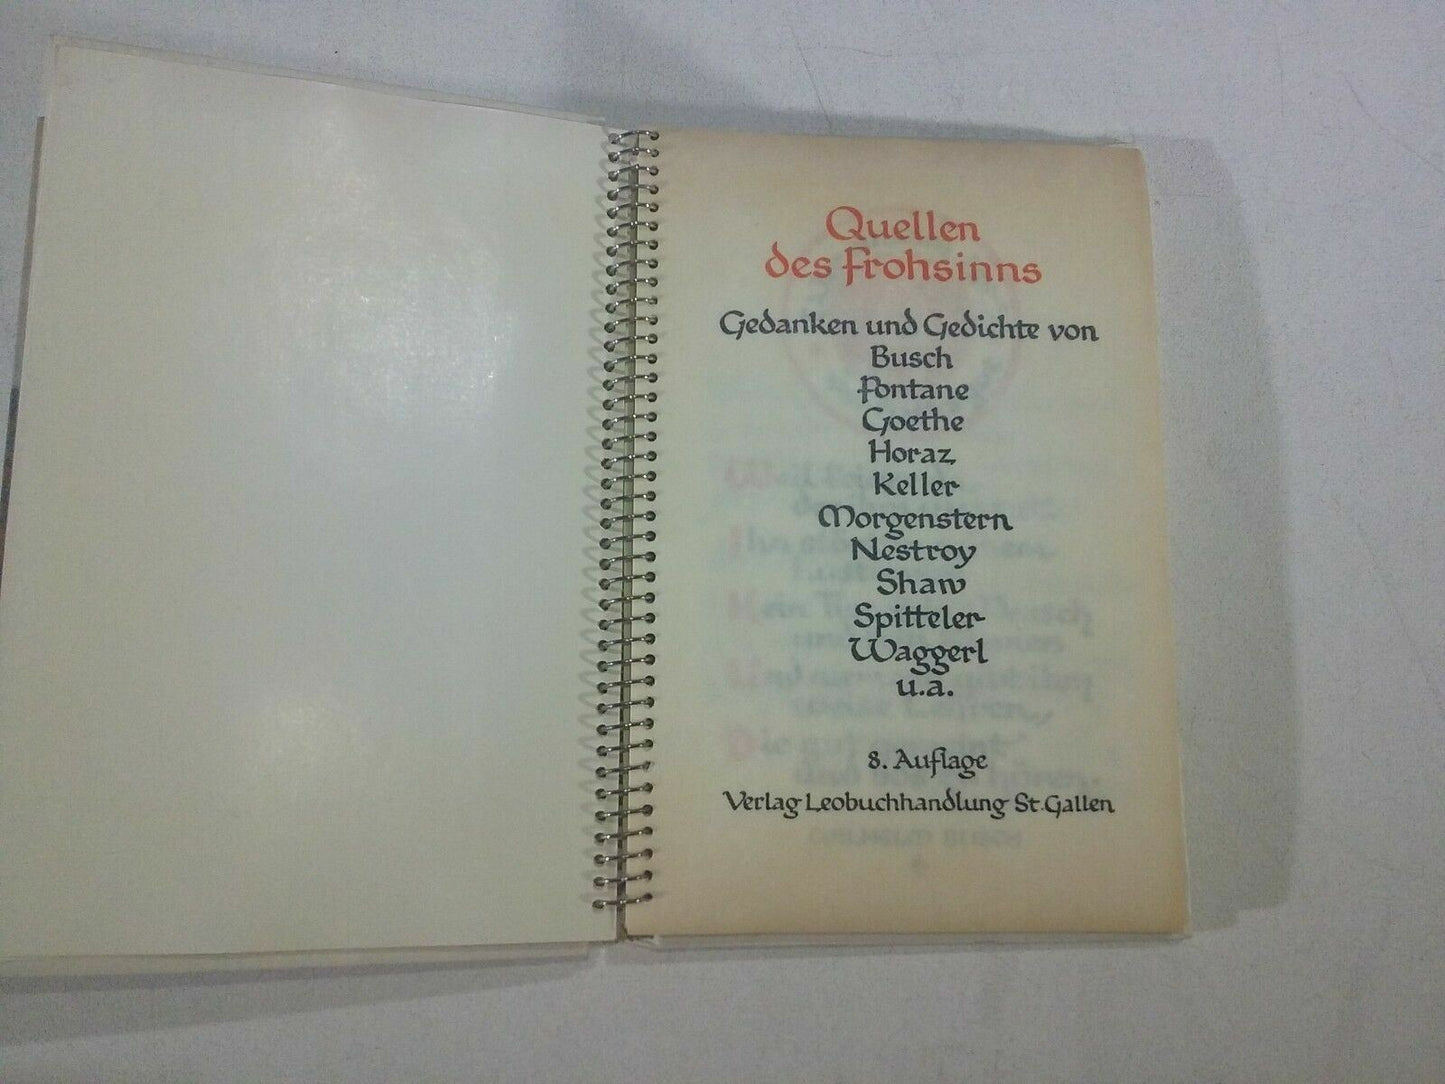 Quellen
des Frohsinns
Gedanken und Gedichte von
Busch
Fontane
Goethe
Horaz
Keller
Morgenstern
Nestroy
Shaw
Spitteler
Waggerl
u.a.
8. Auflage
Verlag Leobuchhandlung St.Gallen